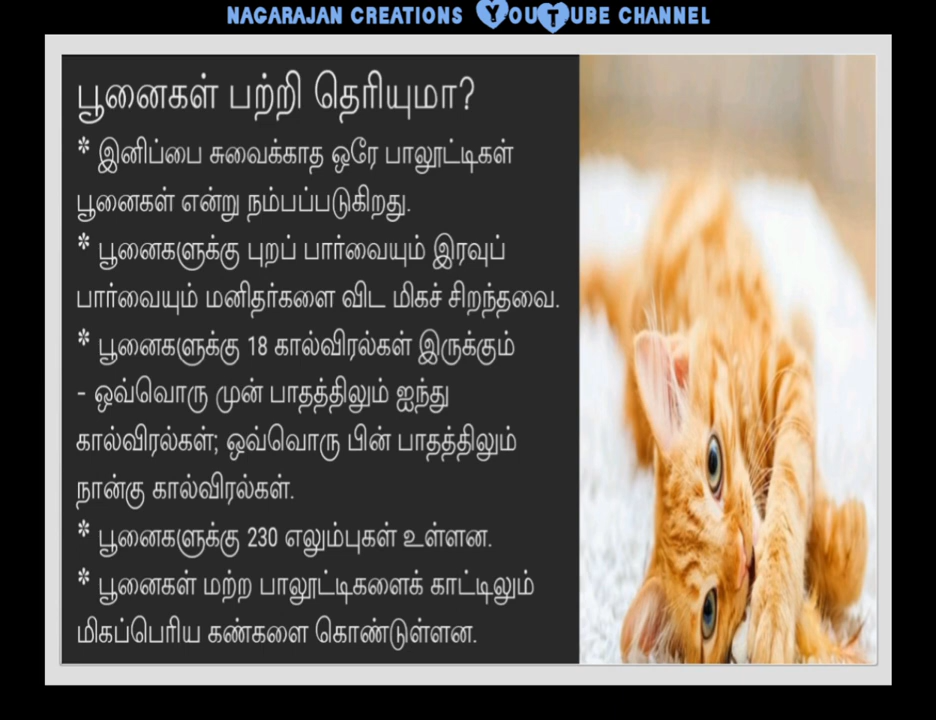 NAGARAJAN CREATIONS YOUTUBE CHANNEL
பூனைகள் பற்றி தெரியுமா?
* இனிப்பை சுவைக்காத ஒரே பாலூட்டிகள்
பூனைகள் என்று நம்பப்படுகிறது.
* பூனைகளுக்கு புறப் பார்வையும் இரவுப்
பார்வையும் மனிதர்களை விட மிகச் சிறந்தவை.
* பூனைகளுக்கு 18 கால்விரல்கள் இருக்கும்
- ஒவ்வொரு முன் பாதத்திலும் ஐந்து
கால்விரல்கள்; ஒவ்வொரு பின் பாதத்திலும்
நான்கு கால்விரல்கள்.
* பூனைகளுக்கு 230 எலும்புகள் உள்ளன.
* பூனைகள் மற்ற பாலூட்டிகளைக் காட்டிலும்
மிகப்பெரிய கண்களை கொண்டுள்ளன.